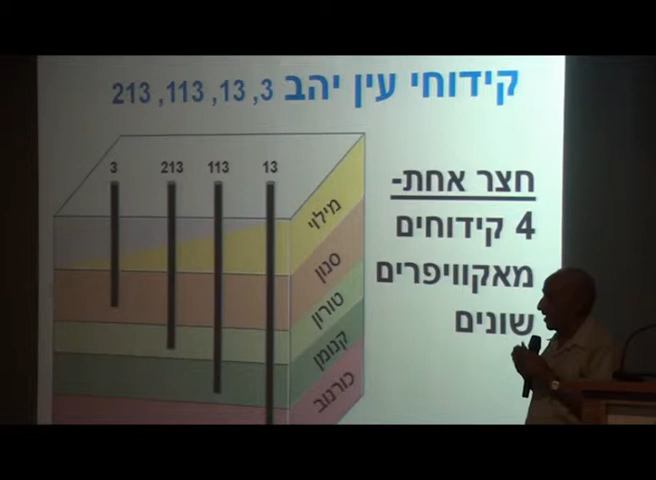 קידוחי עין יהב 3, 13, 113, 213
חצר אחת-
4 קידוחים
מאקוויפרים
שונים
3 213 113 13
מילוי
סנון
טורון
קנומן
כורנוב